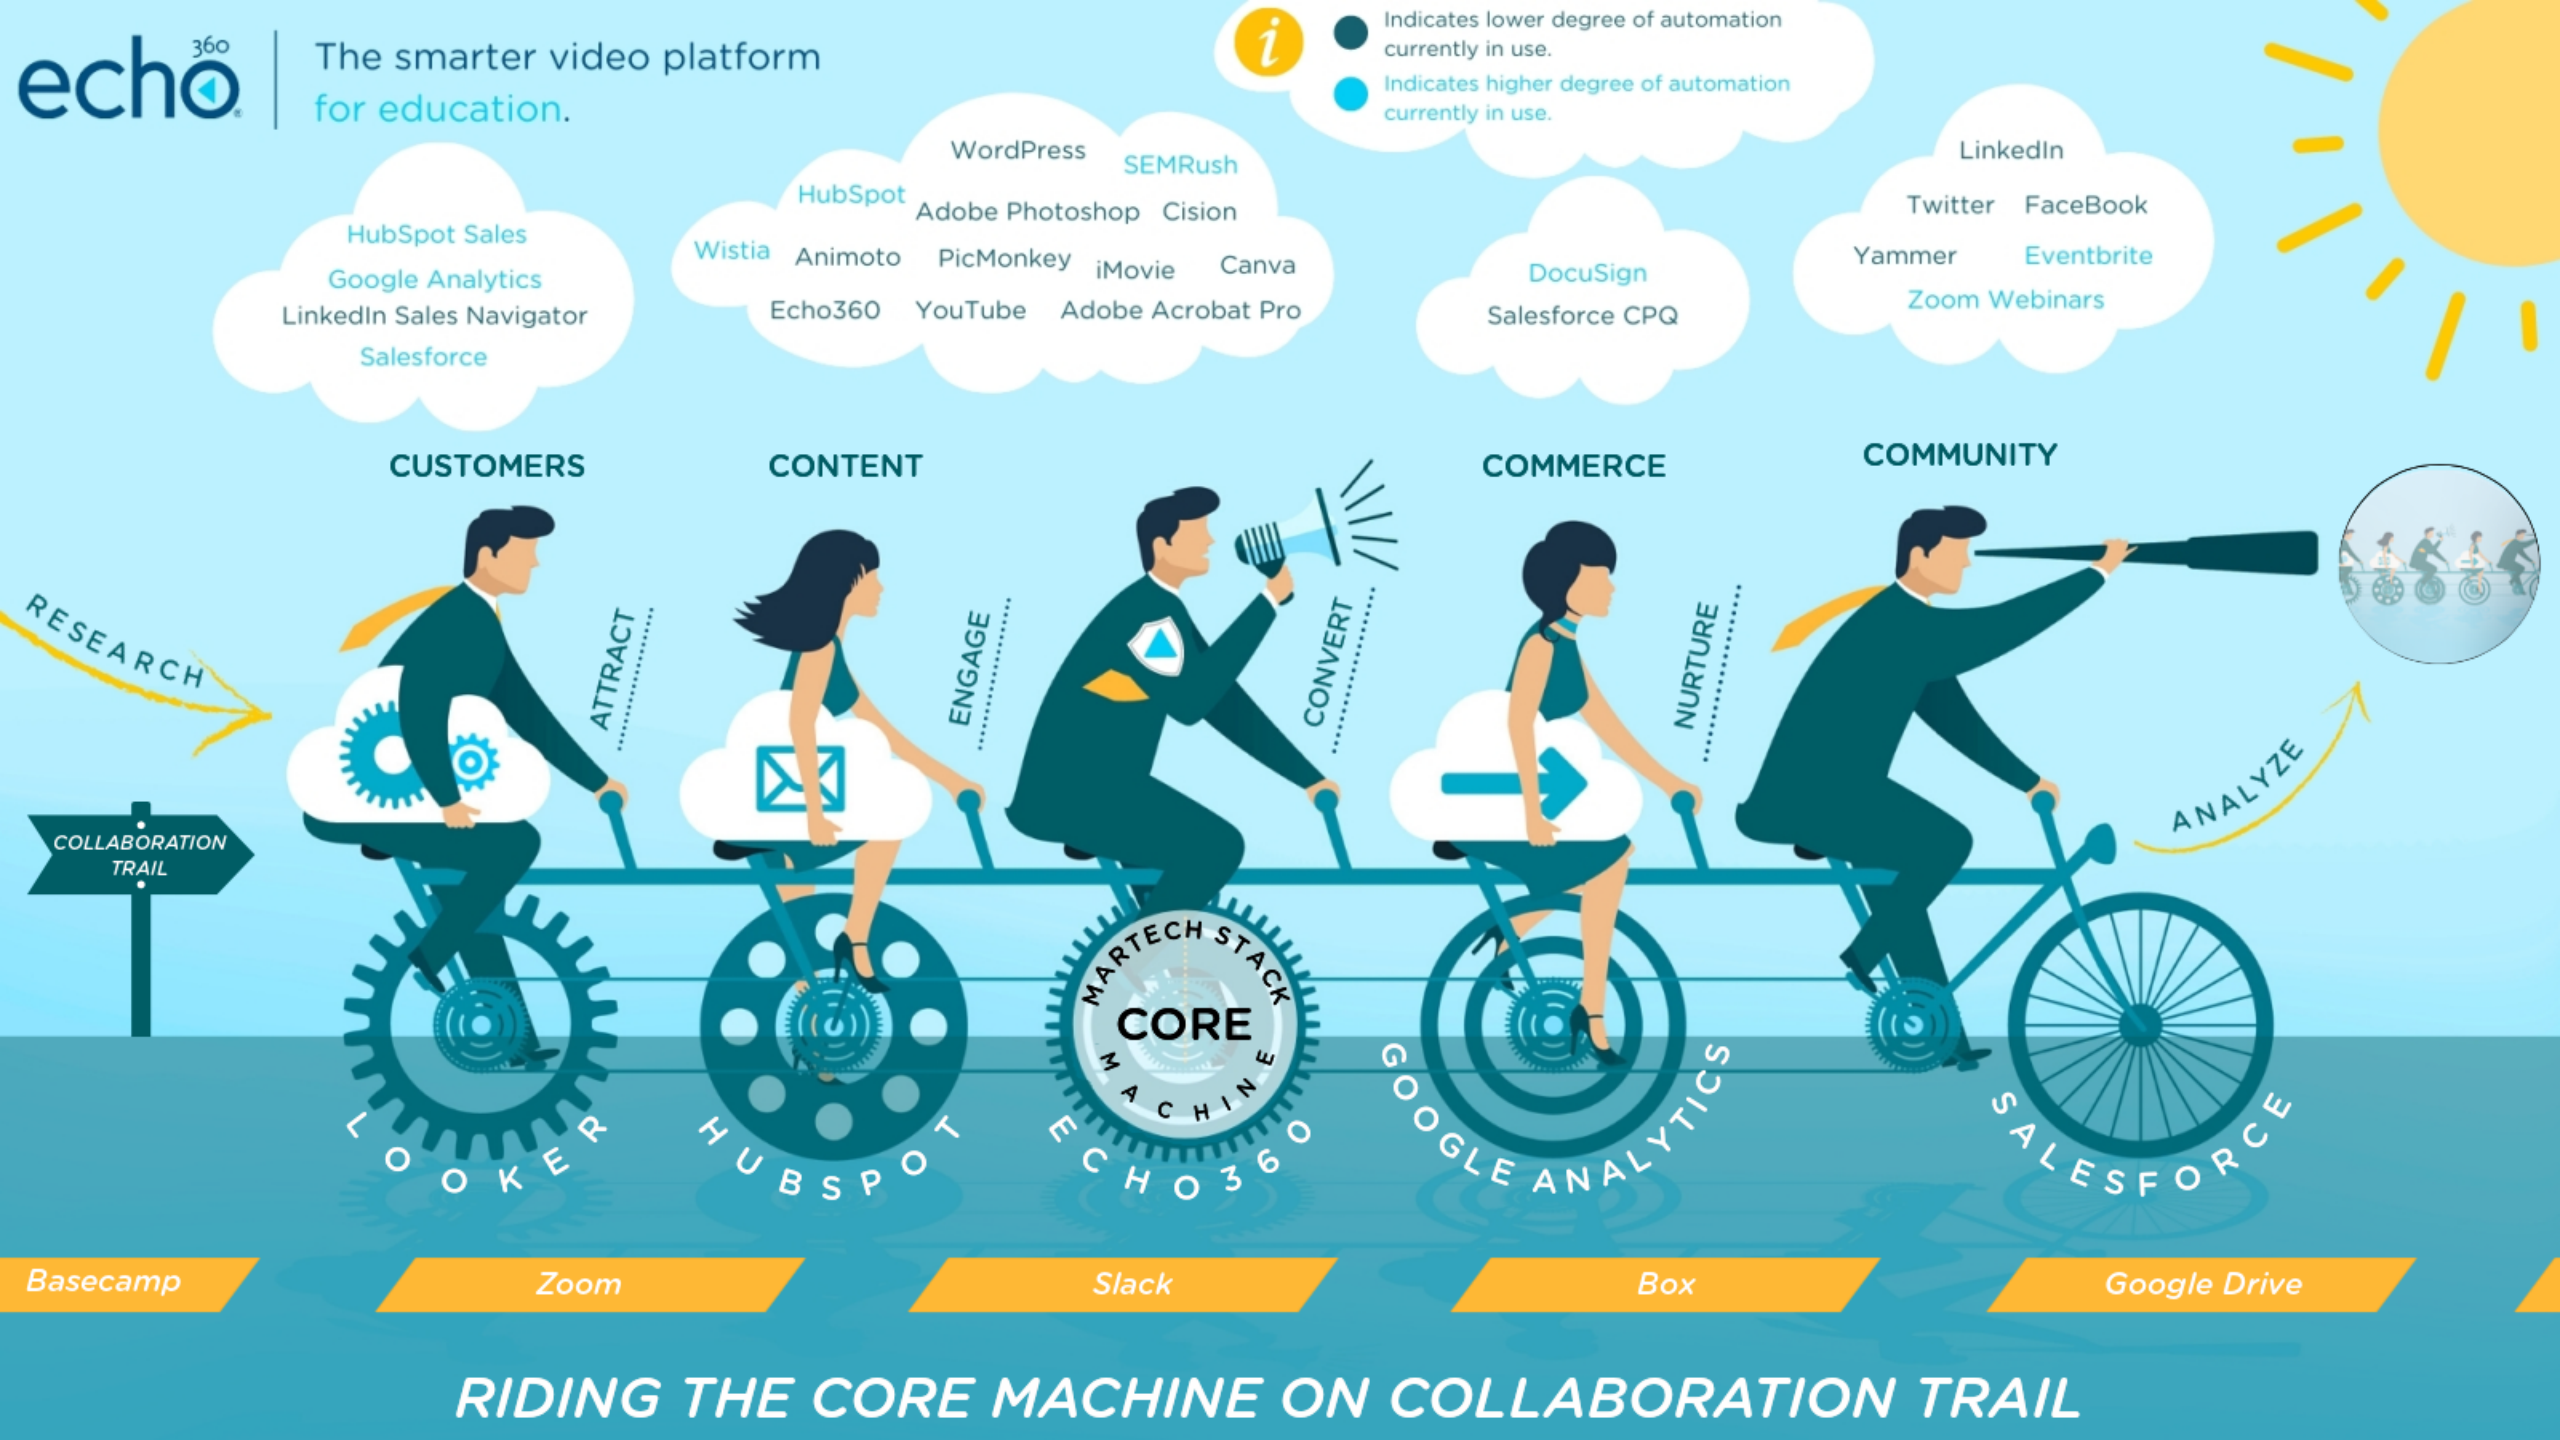 echo 360
The smarter video platform
for education.
Indicates lower degree of automation
currently in use.
Indicates higher degree of automation
currently in use.
HubSpot Sales
Google Analytics
LinkedIn Sales Navigator
Salesforce
WordPress
SEMRush
HubSpot
Adobe Photoshop
Cision
Wistia
Animoto
PicMonkey
iMovie
Canva
Echo360
YouTube
Adobe Acrobat Pro
DocuSign
Salesforce CPQ
LinkedIn
Twitter
FaceBook
Yammer
Eventbrite
Zoom Webinars
CUSTOMERS
CONTENT
COMMERCE
COMMUNITY
RESEARCH
ATTRACT
ENGAGE
CONVERT
NURTURE
ANALYZE
COLLABORATION
TRAIL
MARTECH STACK
CORE
MACHINE
LOOKER
HUBSPOT
ECHO360
GOOGLE ANALYTICS
SALESFORCE
Basecamp
Zoom
Slack
Box
Google Drive
RIDING THE CORE MACHINE ON COLLABORATION TRAIL